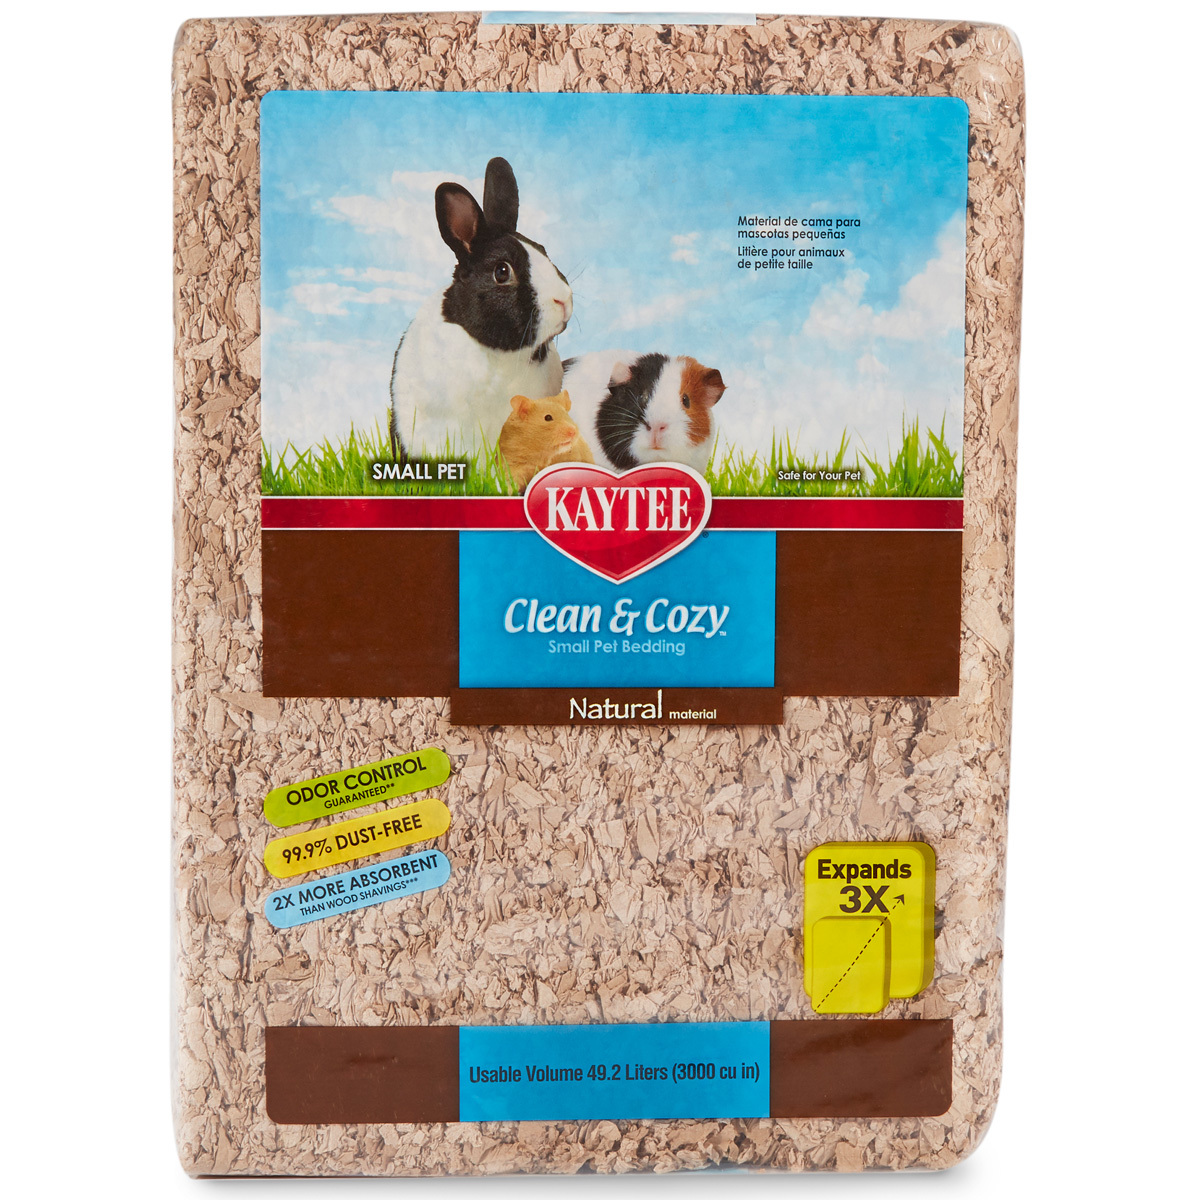 Material de cama para
mascotas pequeñas
Litière pour animaux
de petite taille
SMALL PET
Safe for Your Pet
KAYTEE
Clean & Cozy™
Small Pet Bedding
Natural material
ODOR CONTROL
GUARANTEED**
99.9% DUST-FREE
2X MORE ABSORBENT
THAN WOOD SHAVINGS***
Expands
3X
Usable Volume 49.2 Liters (3000 cu in)